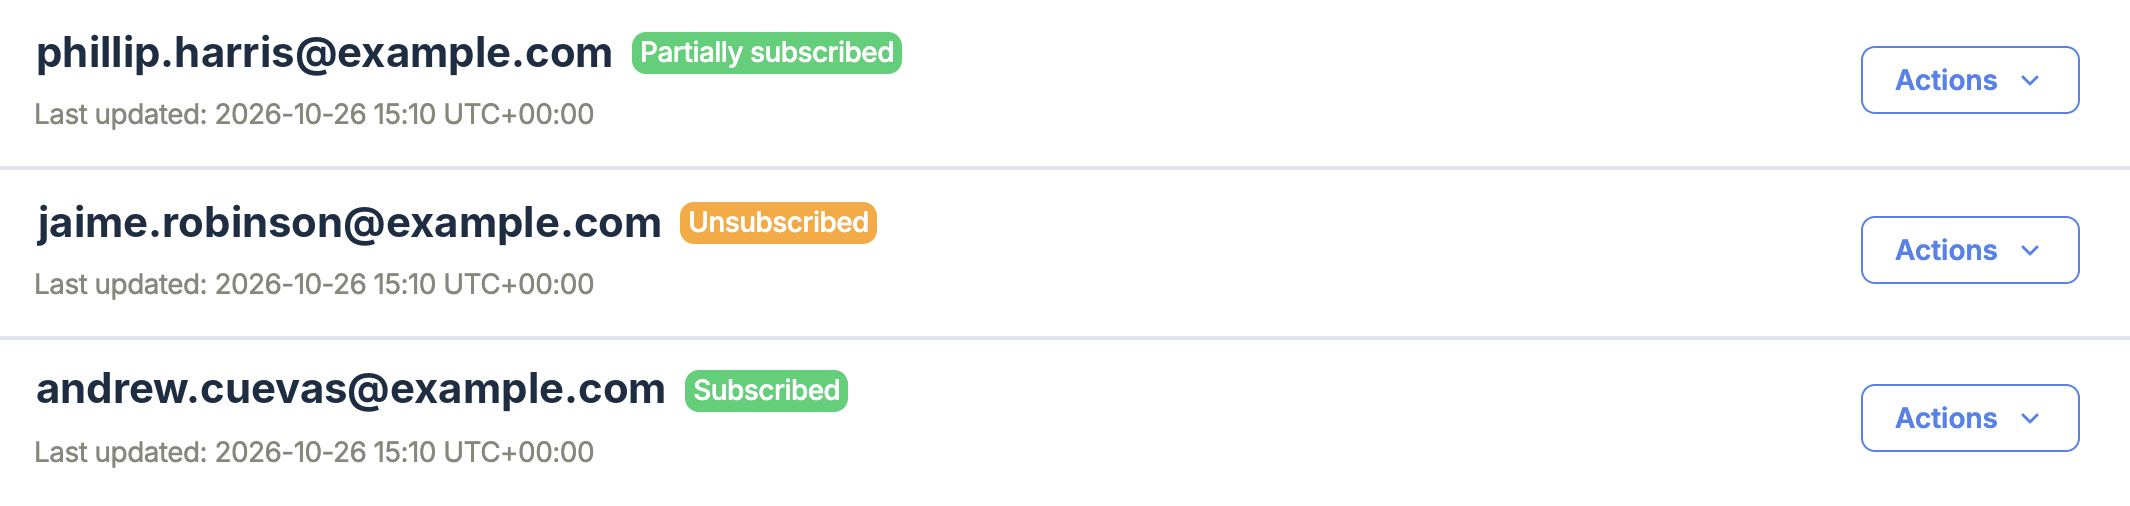 phillip.harris@example.com Partially subscribed
Actions
Last updated: 2026-10-26 15:10 UTC+00:00
jaime.robinson@example.com Unsubscribed
Actions
Last updated: 2026-10-26 15:10 UTC+00:00
andrew.cuevas@example.com Subscribed
Actions
Last updated: 2026-10-26 15:10 UTC+00:00